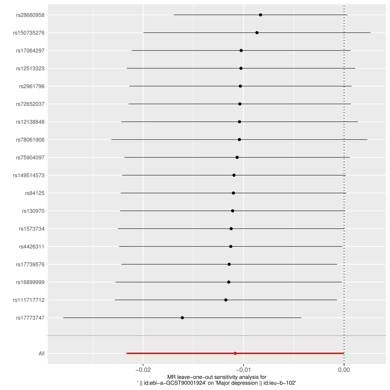 rs28680958
rs150735276
rs17064297
rs12513323
rs2961796
rs72652037
rs12138848
rs78061906
rs75804097
rs149514573
rs84125
rs130970
rs1573734
rs4426311
rs17739576
rs16899999
rs111717712
rs17773747
All
−0.02
−0.01
0.00
MR leave−one−out sensitivity analysis for
' || id:ebi−a−GCST90001924' on 'Major depression || id:ieu−b−102'